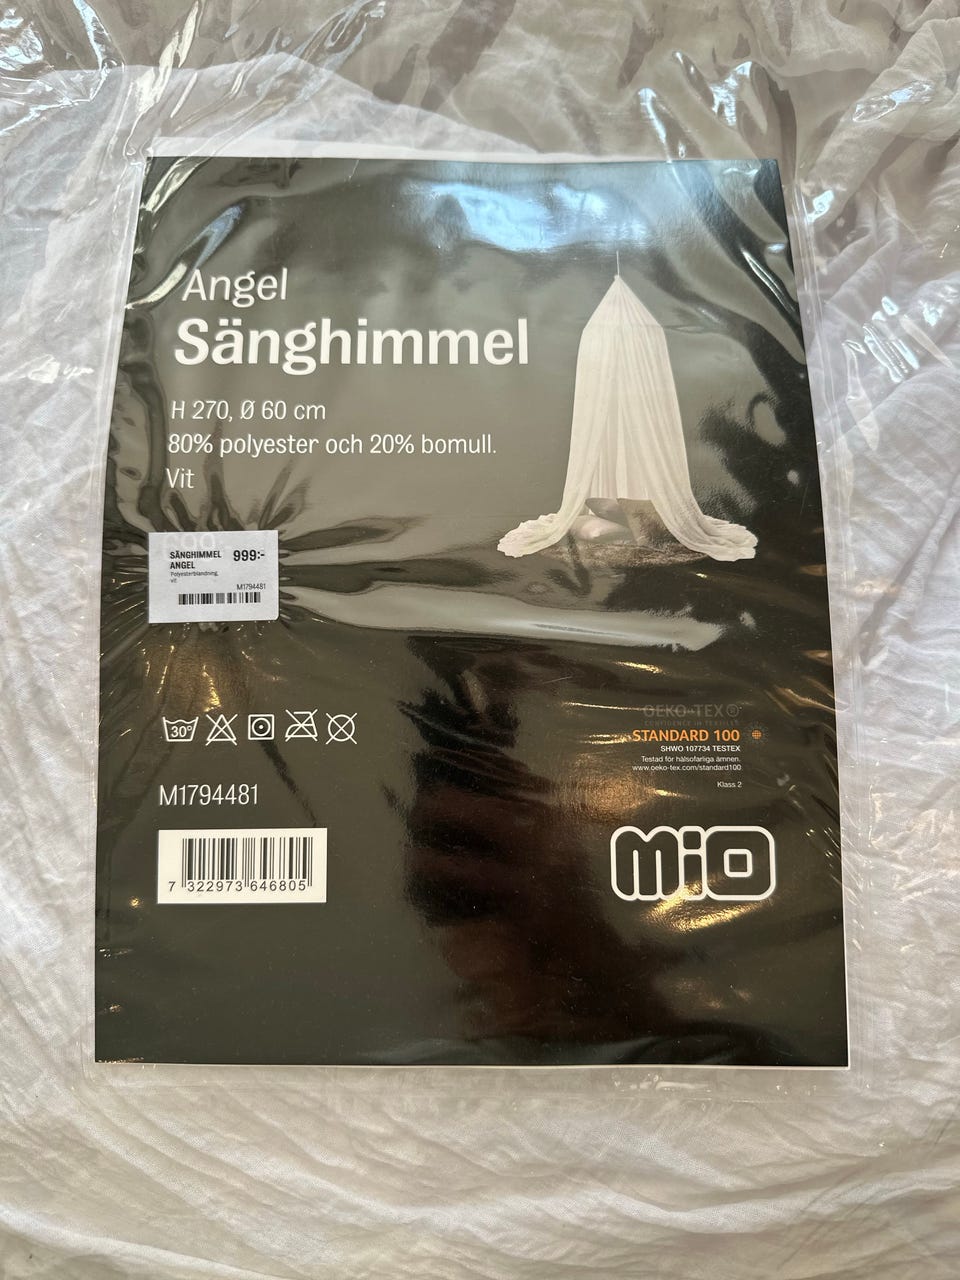 Angel
Sänghimmel
H 270, Ø 60 cm
80% polyester och 20% bomull.
Vit
SÄNGHIMMEL 999:-
ANGEL
Polyesterblandning,
vit
M1794481
30°
OEKO-TEX®
CONFIDENCE IN TEXTILES
STANDARD 100
SHWO 107734 TESTEX
Testad för hälsofarliga ämnen.
www.oeko-tex.com/standard100
Klass 2
M1794481
7 322973 646805
mio